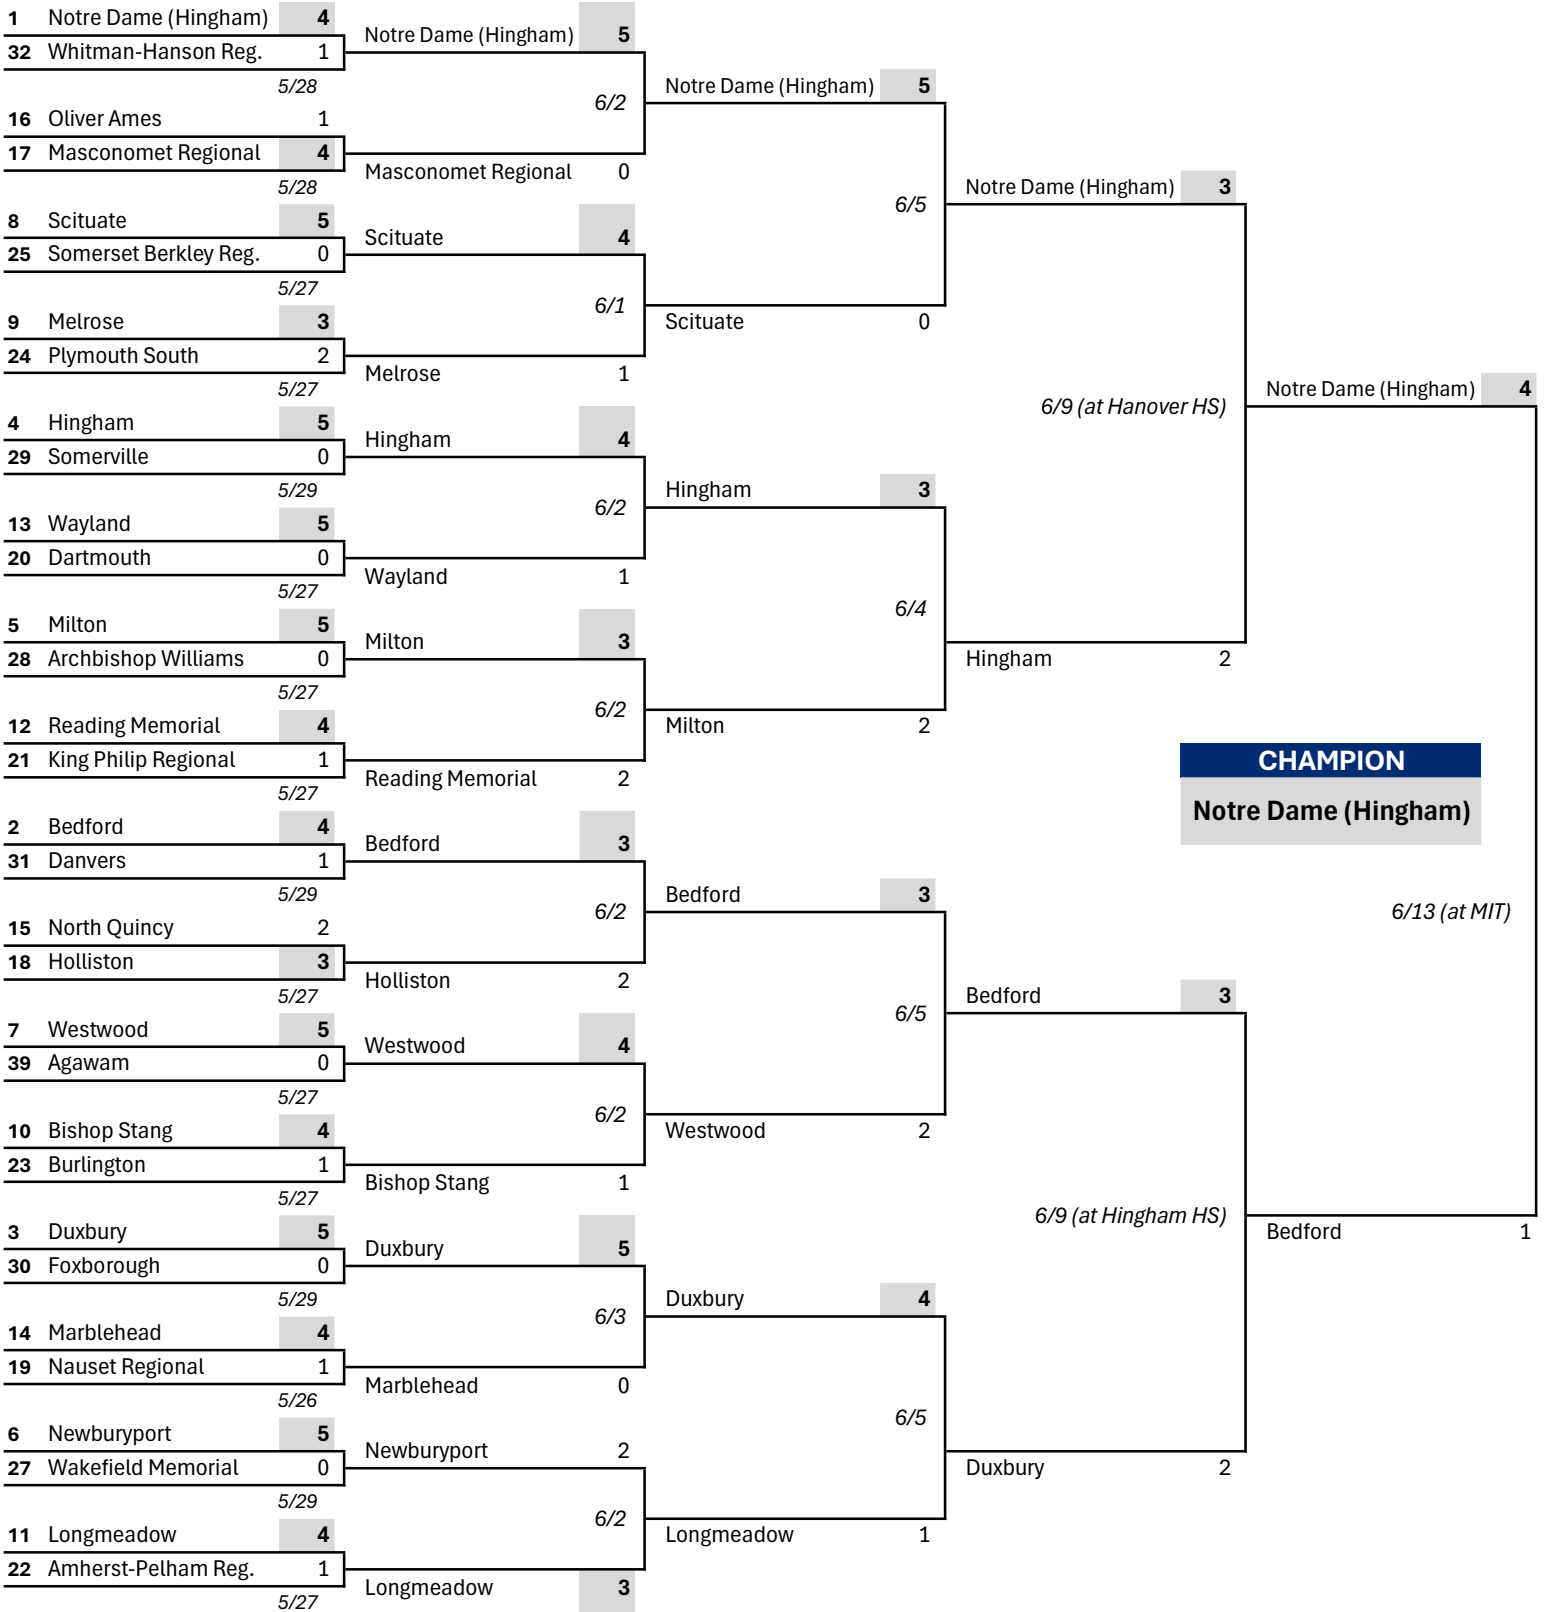 1 Notre Dame (Hingham) 4
32 Whitman-Hanson Reg. 1
5/28
16 Oliver Ames 1
17 Masconomet Regional 4
5/28
8 Scituate 5
25 Somerset Berkley Reg. 0
5/27
9 Melrose 3
24 Plymouth South 2
5/27
4 Hingham 5
29 Somerville 0
5/29
13 Wayland 5
20 Dartmouth 0
5/27
5 Milton 5
28 Archbishop Williams 0
5/27
12 Reading Memorial 4
21 King Philip Regional 1
5/27
2 Bedford 4
31 Danvers 1
5/29
15 North Quincy 2
18 Holliston 3
5/27
7 Westwood 5
39 Agawam 0
5/27
10 Bishop Stang 4
23 Burlington 1
5/27
3 Duxbury 5
30 Foxborough 0
5/29
14 Marblehead 4
19 Nauset Regional 1
5/26
6 Newburyport 5
27 Wakefield Memorial 0
5/29
11 Longmeadow 4
22 Amherst-Pelham Reg. 1
5/27
Notre Dame (Hingham) 5
6/2
Masconomet Regional 0
Scituate 4
6/1
Melrose 1
Hingham 4
6/2
Wayland 1
Milton 3
6/2
Reading Memorial 2
Bedford 3
6/2
Holliston 2
Westwood 4
6/2
Bishop Stang 1
Duxbury 5
6/3
Marblehead 0
Newburyport 2
6/2
Longmeadow 3
Notre Dame (Hingham) 5
6/5
Scituate 0
Hingham 3
6/4
Milton 2
Bedford 3
6/5
Westwood 2
Duxbury 4
6/5
Longmeadow 1
Notre Dame (Hingham) 3
6/9 (at Hanover HS)
Hingham 2
Bedford 3
6/9 (at Hingham HS)
Duxbury 2
Notre Dame (Hingham) 4
6/13 (at MIT)
Bedford 1
CHAMPION
Notre Dame (Hingham)